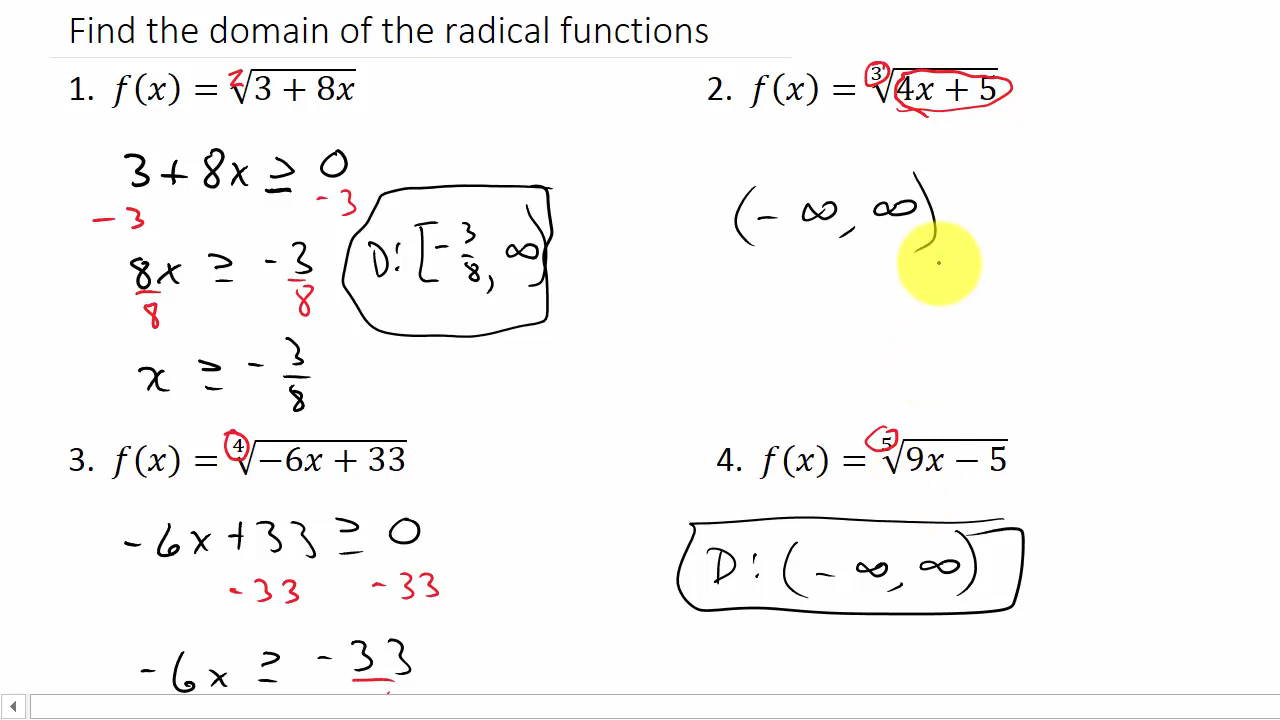 Find the domain of the radical functions
1. f(x) = ²√(3 + 8x)
3 + 8x ≥ 0
- 3 - 3
8x ≥ - 3
8 8
x ≥ - 3/8
D: [- 3/8, ∞)
2. f(x) = ³√(4x + 5)
(- ∞, ∞)
3. f(x) = ⁴√(−6x + 33)
- 6x + 33 ≥ 0
- 33 - 33
- 6x ≥ - 33
4. f(x) = ⁵√(9x − 5)
D: (- ∞, ∞)